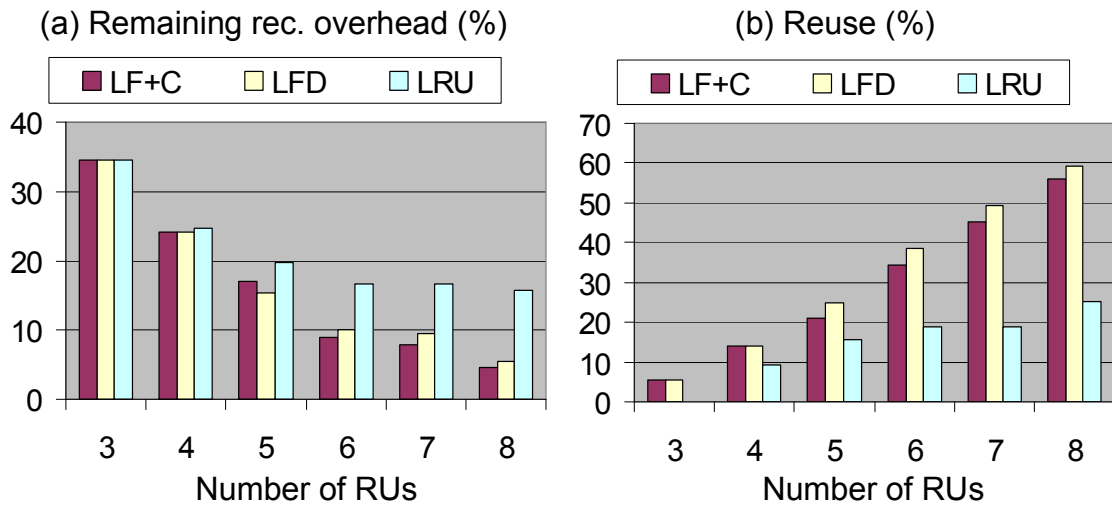 (a) Remaining rec. overhead (%)
LF+C LFD LRU
40
30
20
10
0
3 4 5 6 7 8
Number of RUs
(b) Reuse (%)
LF+C LFD LRU
70
60
50
40
30
20
10
0
3 4 5 6 7 8
Number of RUs